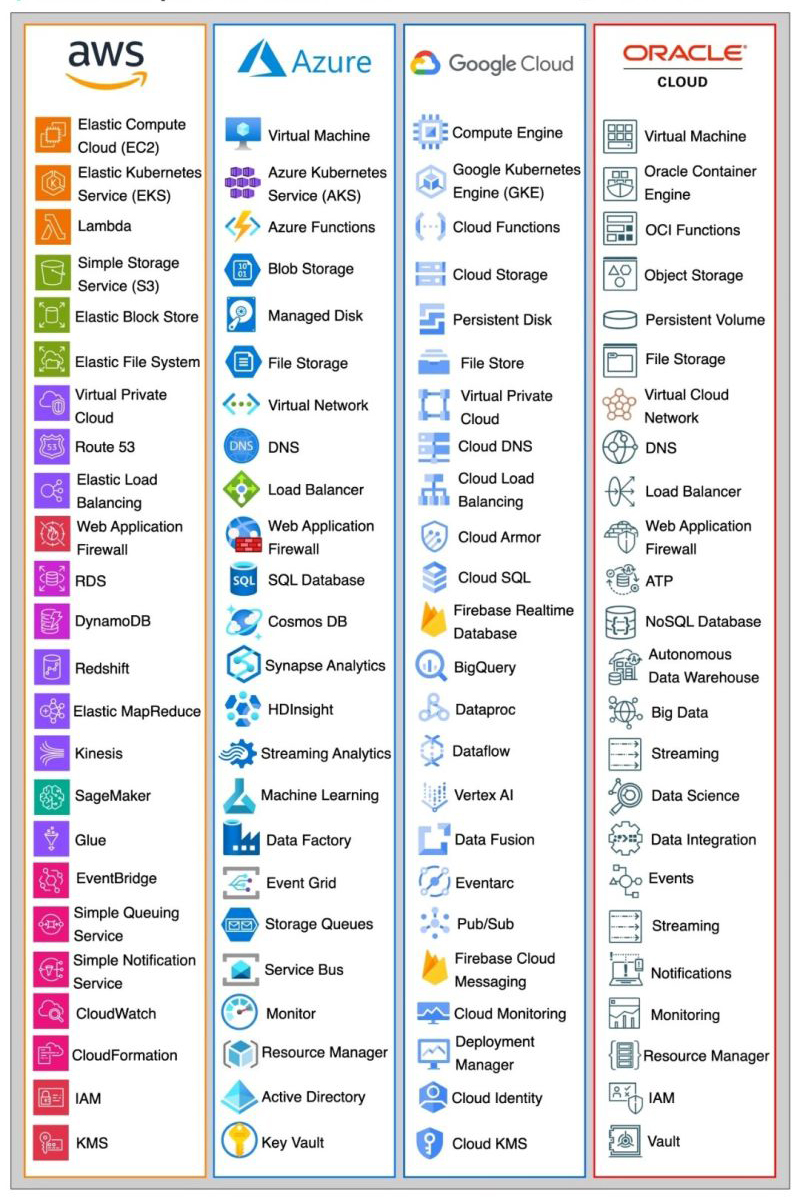 aws
Elastic Compute
Cloud (EC2)
Elastic Kubernetes
Service (EKS)
Lambda
Simple Storage
Service (S3)
Elastic Block Store
Elastic File System
Virtual Private
Cloud
53
Route 53
Elastic Load
Balancing
Web Application
Firewall
RDS
DynamoDB
Redshift
Elastic MapReduce
Kinesis
SageMaker
Glue
EventBridge
Simple Queuing
Service
Simple Notification
Service
CloudWatch
CloudFormation
IAM
KMS
Azure
Virtual Machine
Azure Kubernetes
Service (AKS)
Azure Functions
10
01
Blob Storage
Managed Disk
File Storage
Virtual Network
DNS
DNS
Load Balancer
Web Application
Firewall
SQL
SQL Database
Cosmos DB
Synapse Analytics
HDInsight
Streaming Analytics
Machine Learning
Data Factory
Event Grid
Storage Queues
Service Bus
Monitor
Resource Manager
Active Directory
Key Vault
Google Cloud
Compute Engine
Google Kubernetes
Engine (GKE)
Cloud Functions
Cloud Storage
Persistent Disk
File Store
Virtual Private
Cloud
Cloud DNS
Cloud Load
Balancing
Cloud Armor
Cloud SQL
Firebase Realtime
Database
BigQuery
Dataproc
Dataflow
Vertex AI
Data Fusion
Eventarc
Pub/Sub
Firebase Cloud
Messaging
Cloud Monitoring
Deployment
Manager
Cloud Identity
Cloud KMS
ORACLE
CLOUD
Virtual Machine
Oracle Container
Engine
OCI Functions
Object Storage
Persistent Volume
File Storage
Virtual Cloud
Network
DNS
Load Balancer
Web Application
Firewall
ATP
NoSQL Database
Autonomous
Data Warehouse
Big Data
Streaming
Data Science
Data Integration
Events
Streaming
Notifications
Monitoring
Resource Manager
IAM
Vault